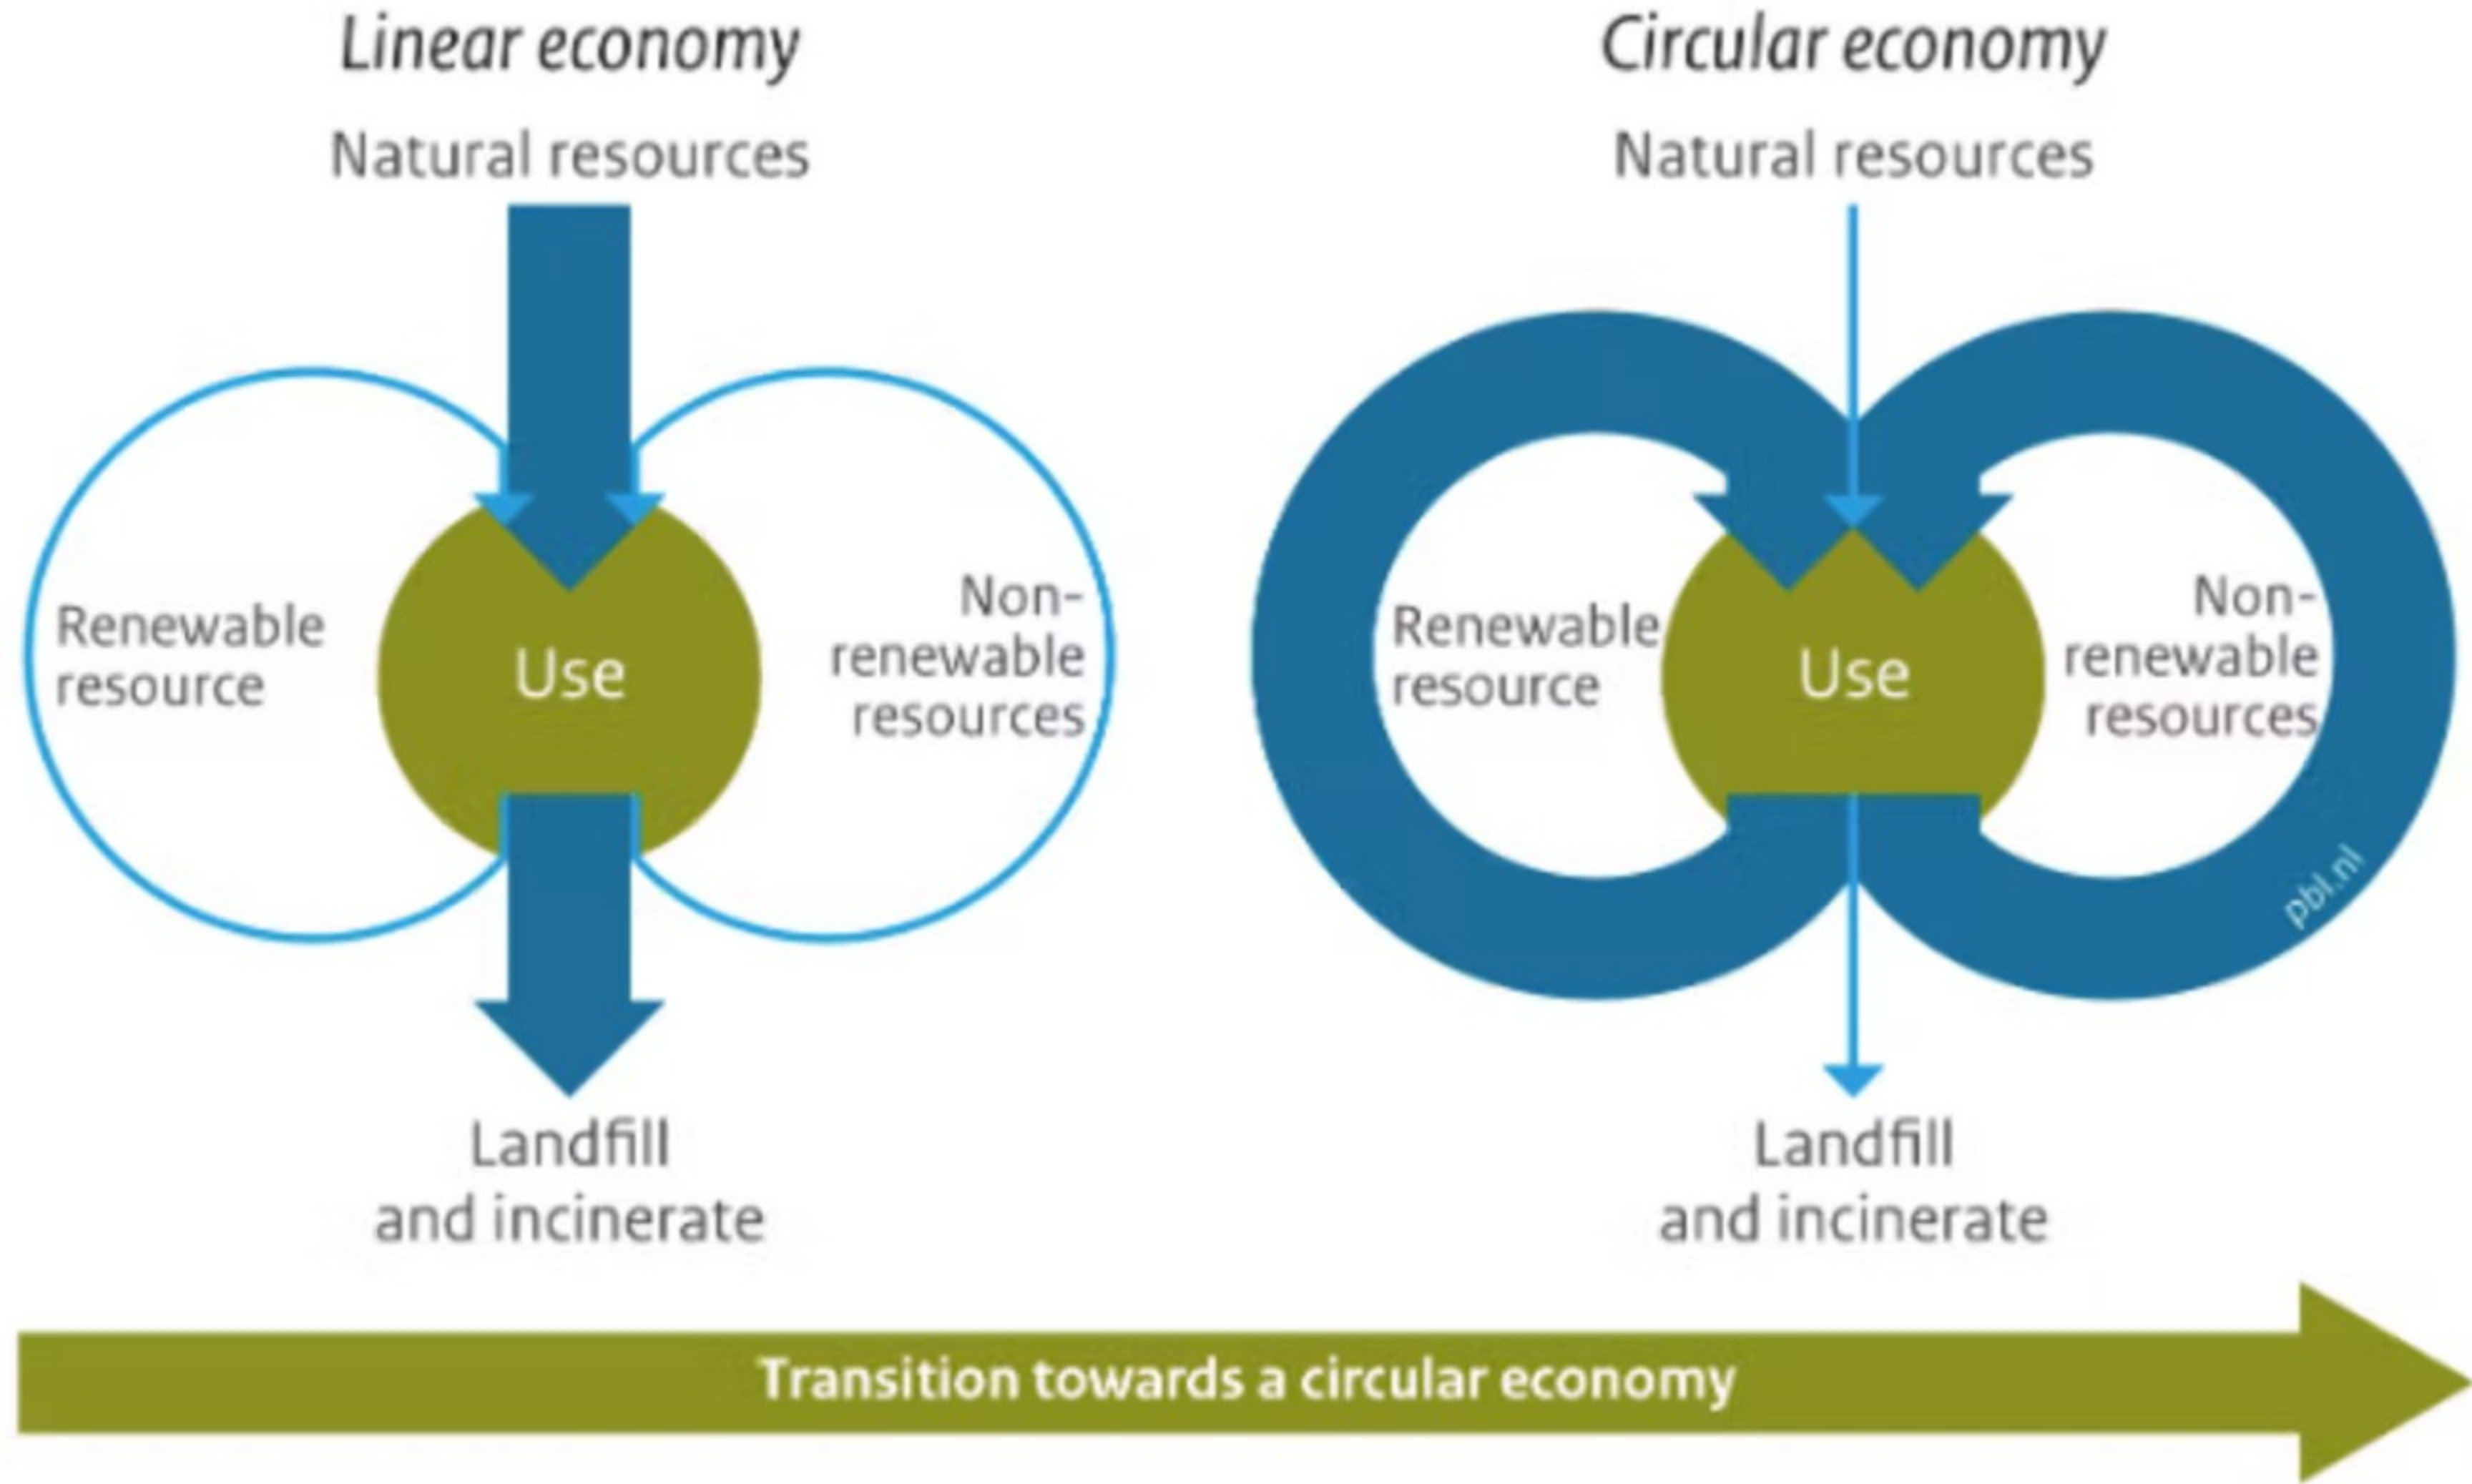 Linear economy
Natural resources
Renewable
resource
Use
Non-
renewable
resources
Landfill
and incinerate
Circular economy
Natural resources
Renewable
resource
Use
Non-
renewable
resources
pbl.nl
Landfill
and incinerate
Transition towards a circular economy